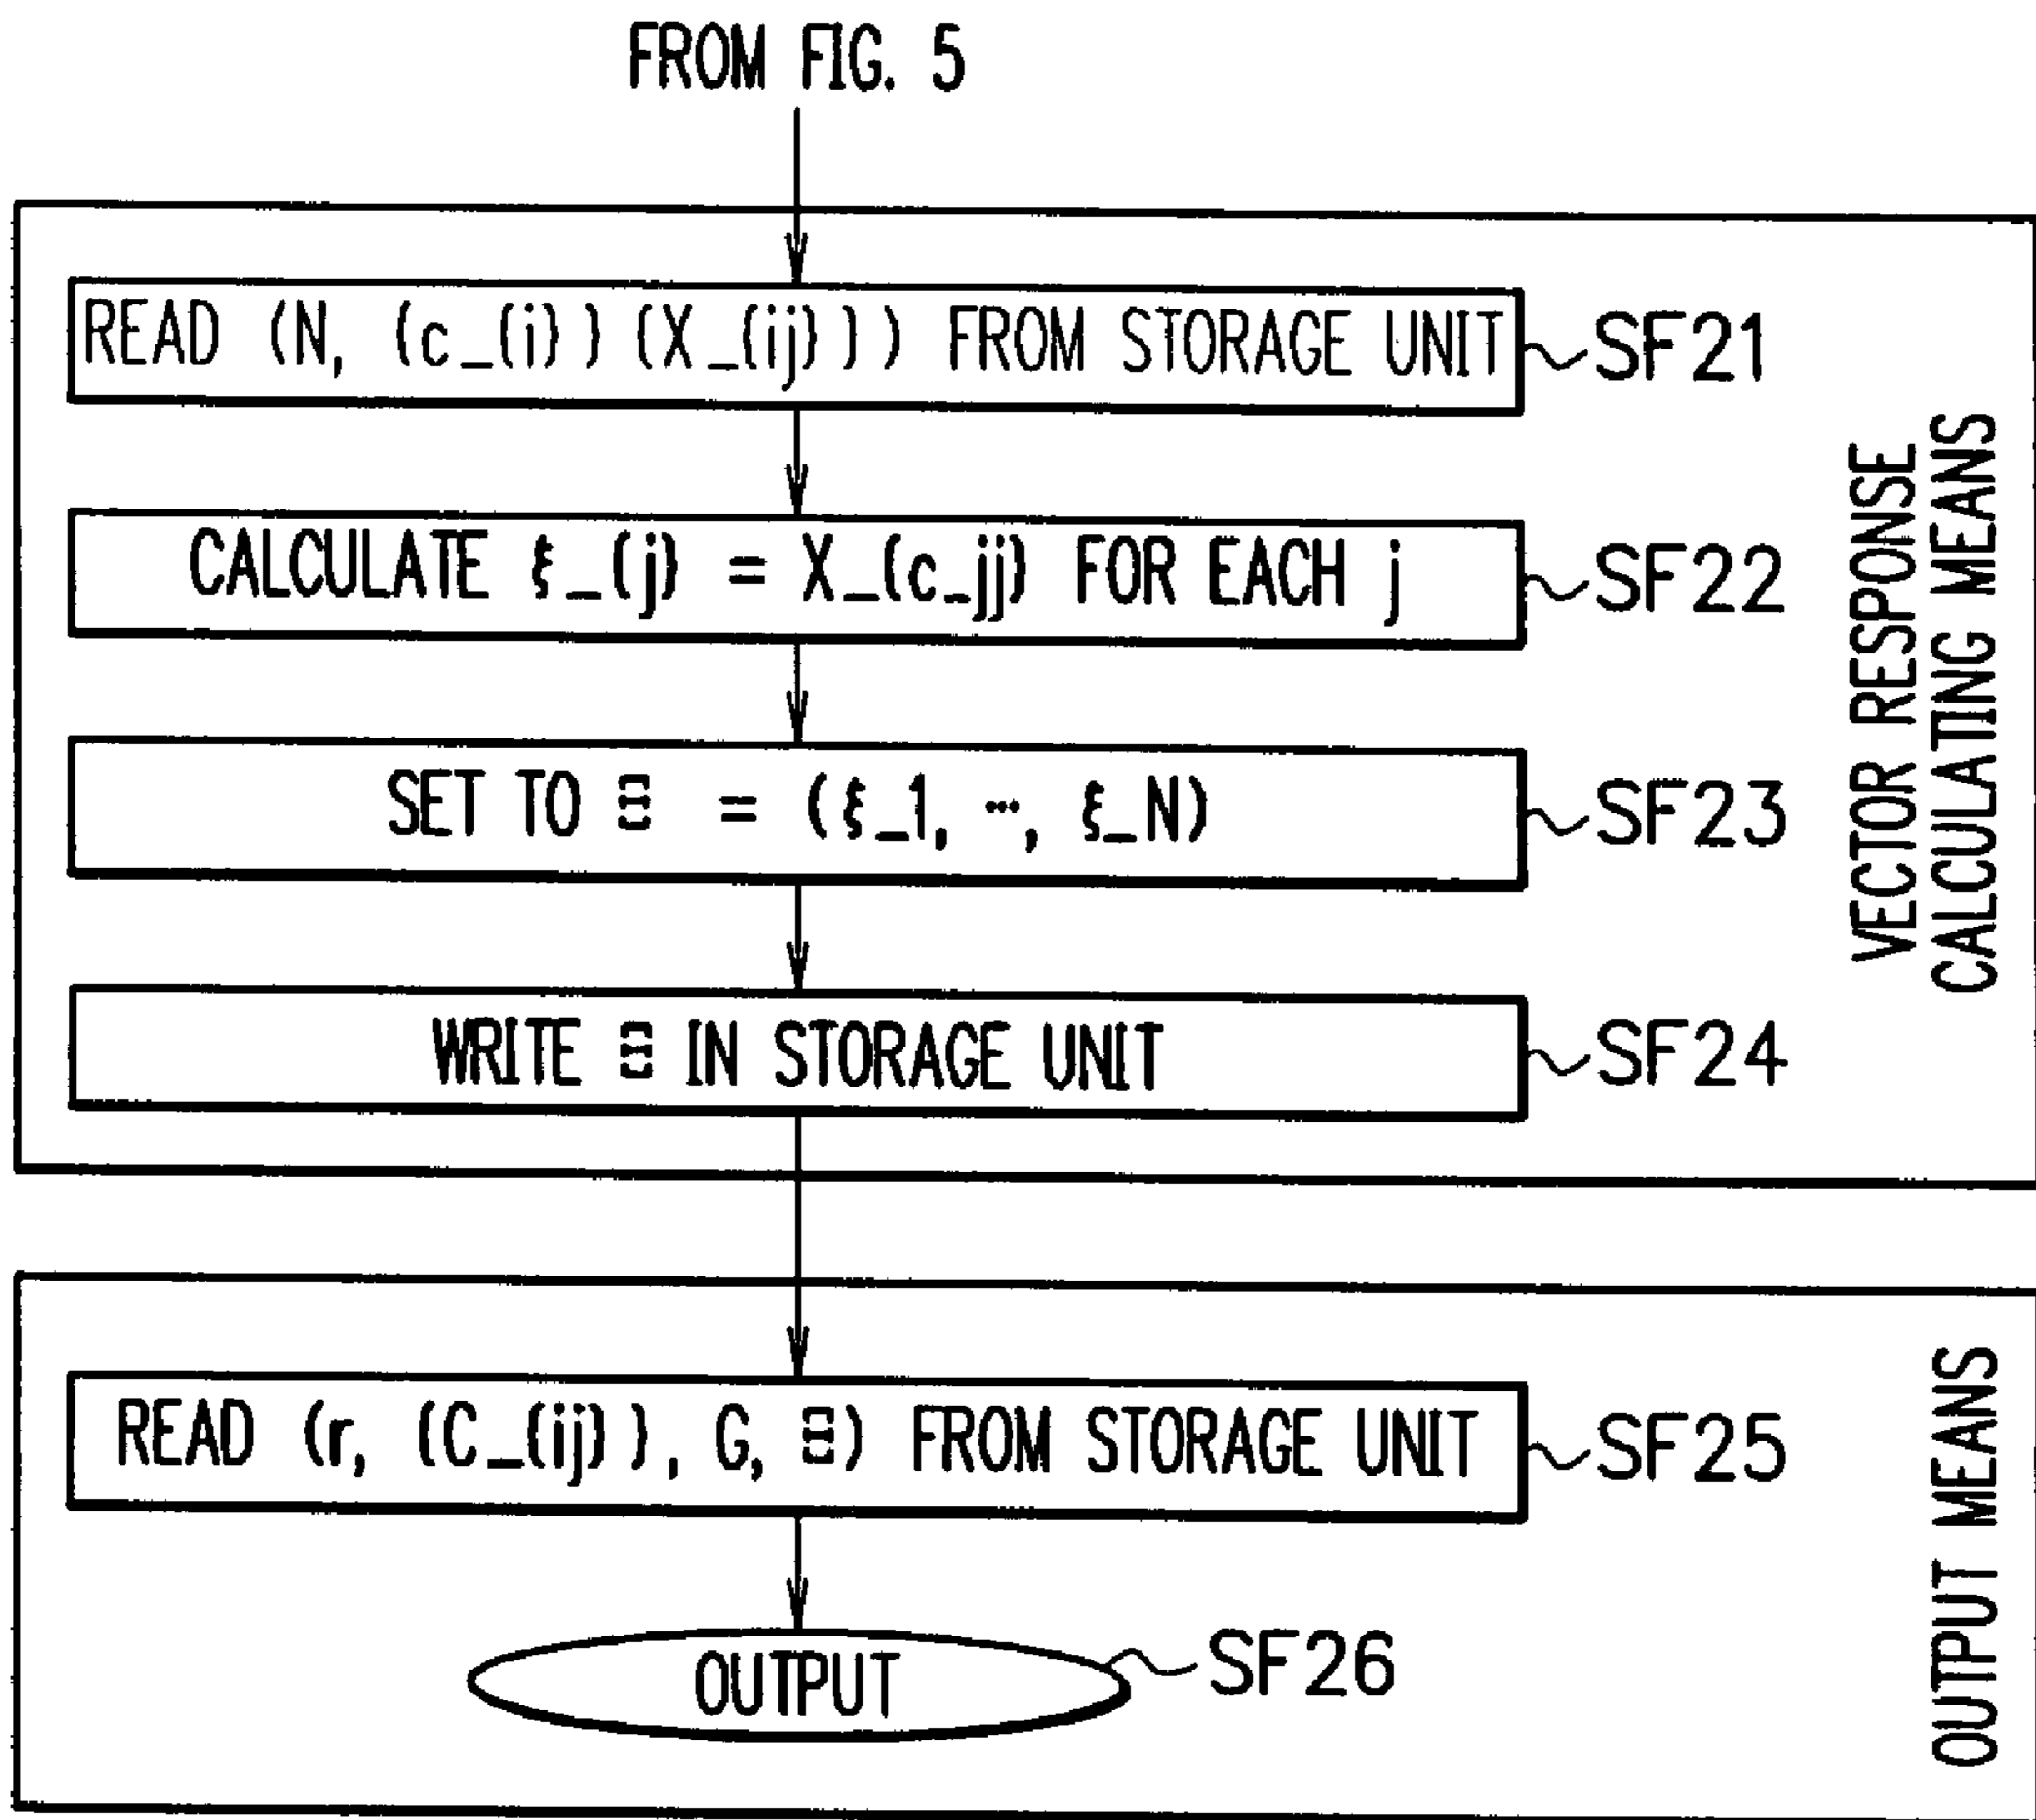 FROM FIG. 5
READ (N, (c_(i)) (X_(ij))) FROM STORAGE UNIT
SF21
CALCULATE ξ_(j) = X_(c_jj) FOR EACH j
SF22
SET TO Ξ = (ξ_1, …, ξ_N)
SF23
WRITE Ξ IN STORAGE UNIT
SF24
VECTOR RESPONSE
CALCULATING MEANS
READ (r, (C_(ij)), G, Ξ) FROM STORAGE UNIT
SF25
OUTPUT
SF26
OUTPUT MEANS